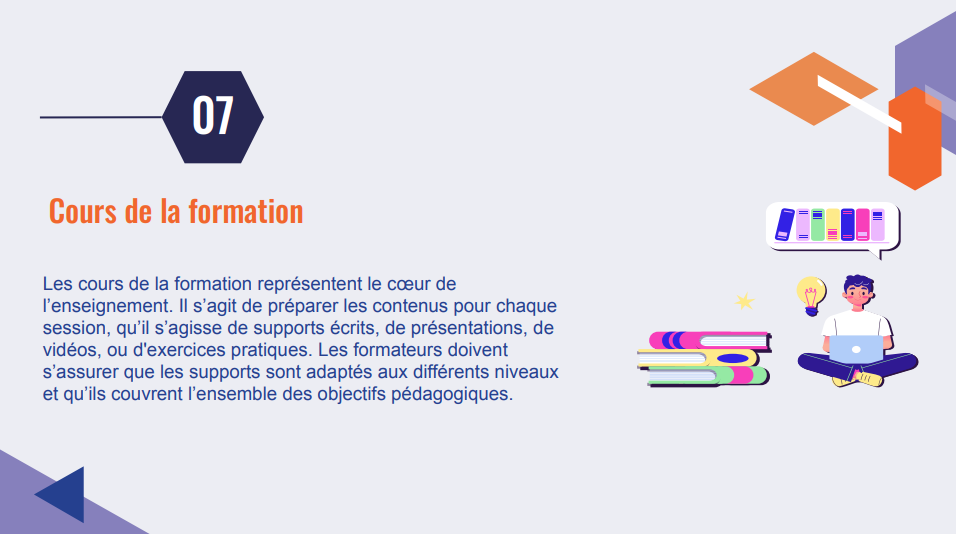 07
Cours de la formation
Les cours de la formation représentent le cœur de
l’enseignement. Il s’agit de préparer les contenus pour chaque
session, qu’il s’agisse de supports écrits, de présentations, de
vidéos, ou d'exercices pratiques. Les formateurs doivent
s’assurer que les supports sont adaptés aux différents niveaux
et qu’ils couvrent l’ensemble des objectifs pédagogiques.